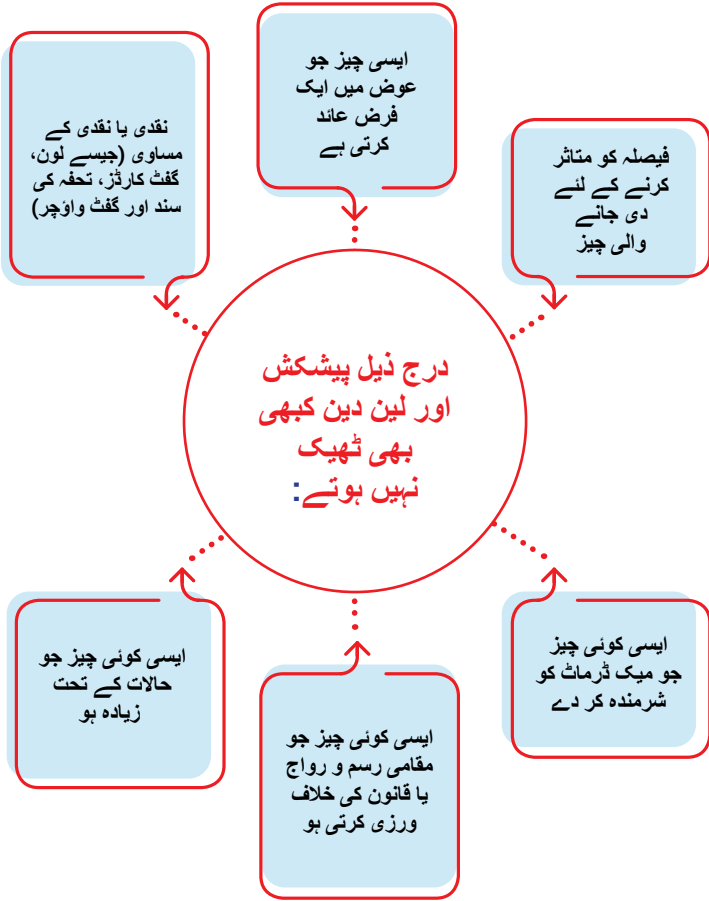 درج ذیل پیشکش
اور لین دین کبھی
بھی ٹھیک
نہیں ہوتے:
فیصلہ کو متاثر
کرنے کے لئے
دی جانے
والی چیز
ایسی چیز جو
عوض میں ایک
فرض عائد
کرتی ہے
نقدی یا نقدی کے
مساوی (جیسے لون،
گفٹ کارڈز، تحفہ کی
سند اور گفٹ واؤچر)
ایسی کوئی چیز
جو میک ڈرماٹ کو
شرمندہ کر دے
ایسی کوئی چیز جو
مقامی رسم و رواج
یا قانون کی خلاف
ورزی کرتی ہو
ایسی کوئی چیز جو
حالات کے تحت
زیادہ ہو